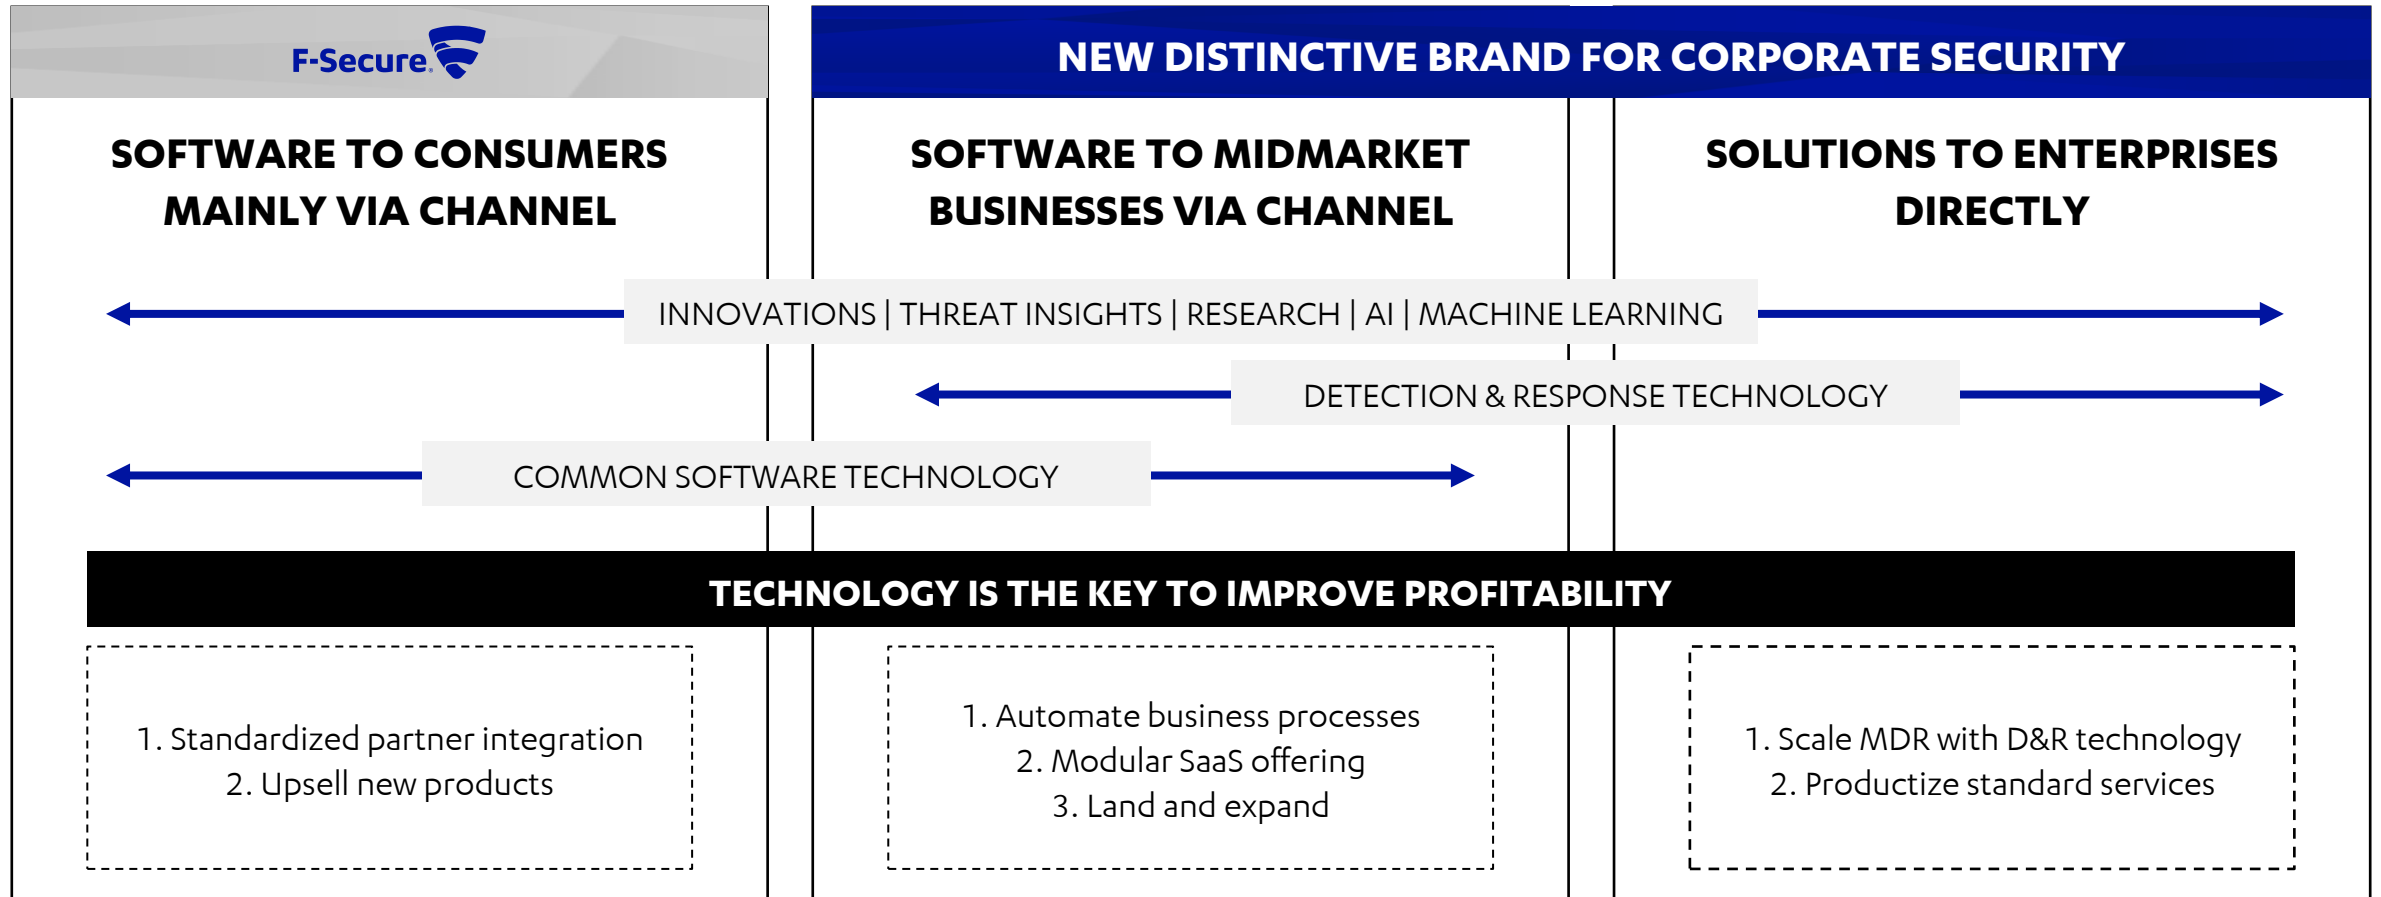 F-Secure.
NEW DISTINCTIVE BRAND FOR CORPORATE SECURITY
SOFTWARE TO CONSUMERS
MAINLY VIA CHANNEL
SOFTWARE TO MIDMARKET
BUSINESSES VIA CHANNEL
SOLUTIONS TO ENTERPRISES
DIRECTLY
INNOVATIONS | THREAT INSIGHTS | RESEARCH | AI | MACHINE LEARNING
DETECTION & RESPONSE TECHNOLOGY
COMMON SOFTWARE TECHNOLOGY
TECHNOLOGY IS THE KEY TO IMPROVE PROFITABILITY
1. Standardized partner integration
2. Upsell new products
1. Automate business processes
2. Modular SaaS offering
3. Land and expand
1. Scale MDR with D&R technology
2. Productize standard services